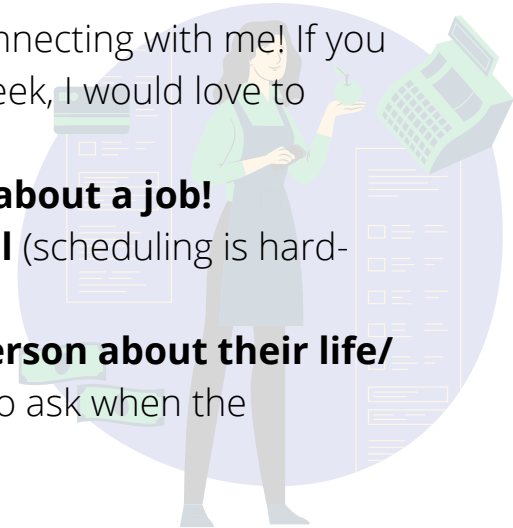 nnecting with me! If you
eek, I would love to
about a job!
l (scheduling is hard-
erson about their life/
o ask when the